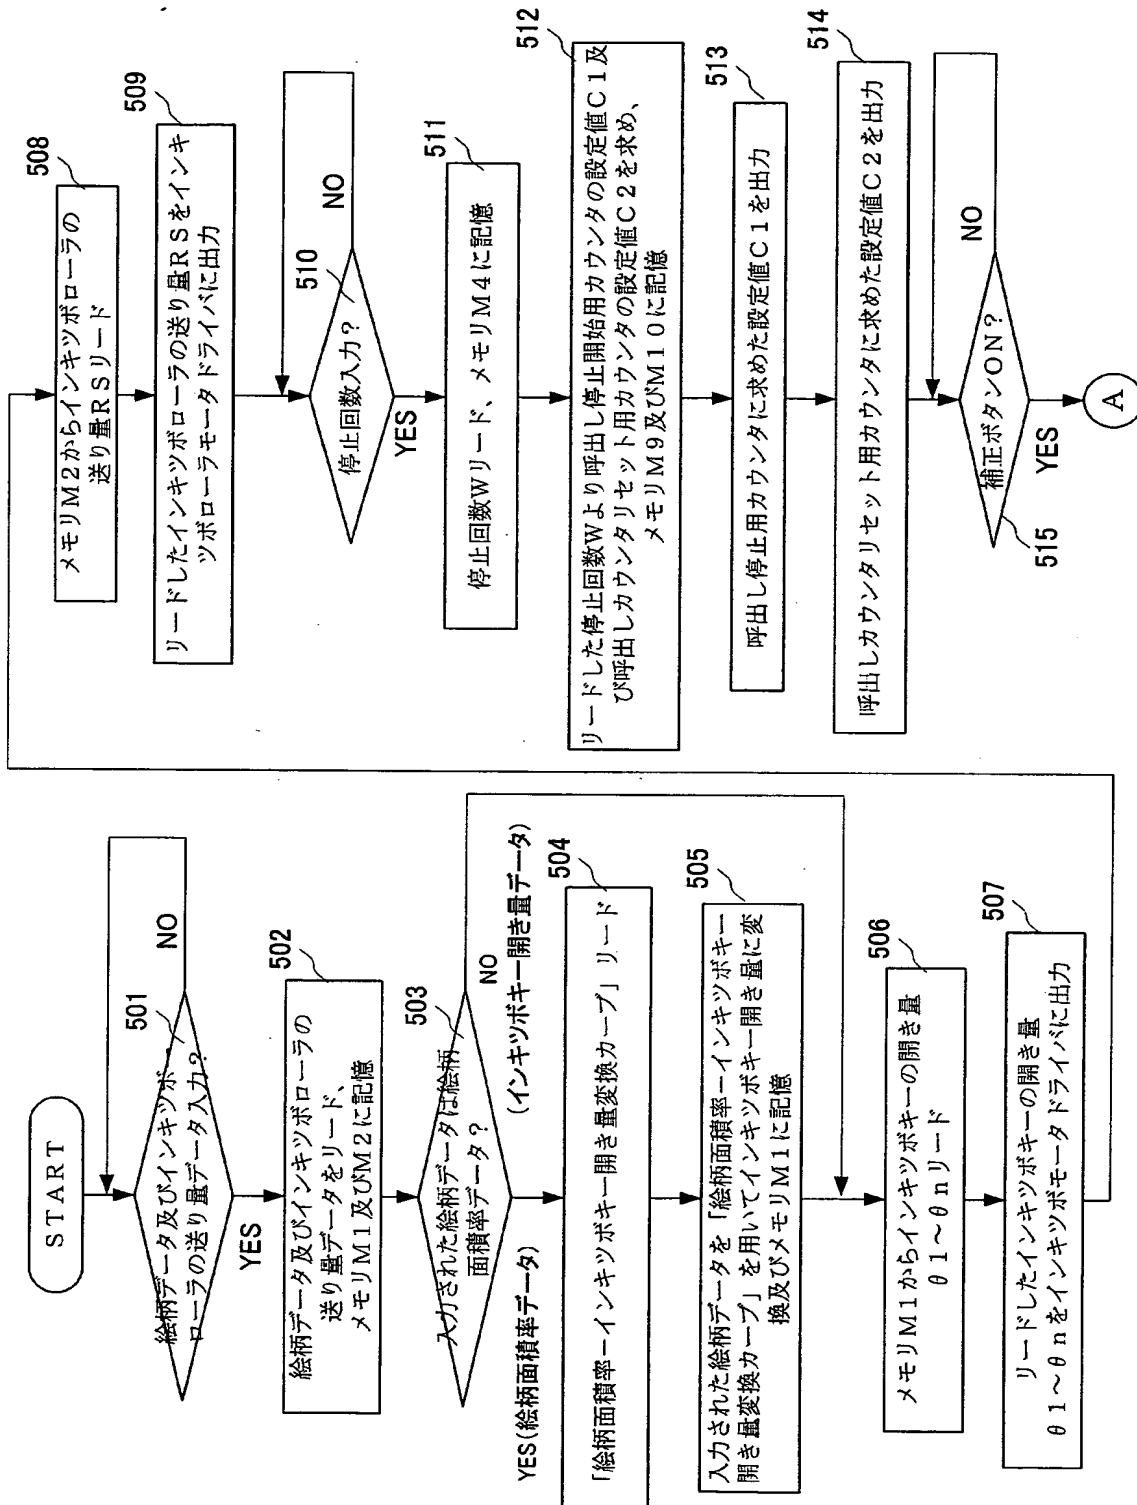 START
絵柄データ及びインキツボ
ローラの送り量データ入力?
501
NO
YES
絵柄データ及びインキツボローラの
送り量データをリード、
メモリM1及びM2に記憶
502
入力された絵柄データは絵柄
面積率データ?
503
NO
(インキツボキー開き量データ)
YES(絵柄面積率データ)
「絵柄面積率-インキツボキー開き量変換カーブ」リード
504
入力された絵柄データを「絵柄面積率-インキツボキー
開き量変換カーブ」を用いてインキツボキー開き量に変
換及びメモリM1に記憶
505
メモリM1からインキツボキーの開き量
θ1~θnリード
506
リードしたインキツボキーの開き量
θ1~θnをインキツボモータドライバに出力
507
メモリM2からインキツボローラの
送り量RSリード
508
リードしたインキツボローラの送り量RSをインキ
ツボローラモータドライバに出力
509
停止回数入力?
510
NO
YES
停止回数Wリード、メモリM4に記憶
511
リードした停止回数Wより呼出し停止開始用カウンタの設定値C1及
び呼出しカウンタリセット用カウンタの設定値C2を求め、
メモリM9及びM10に記憶
512
呼出し停止用カウンタに求めた設定値C1を出力
513
呼出しカウンタリセット用カウンタに求めた設定値C2を出力
514
補正ボタンON?
515
NO
YES
A